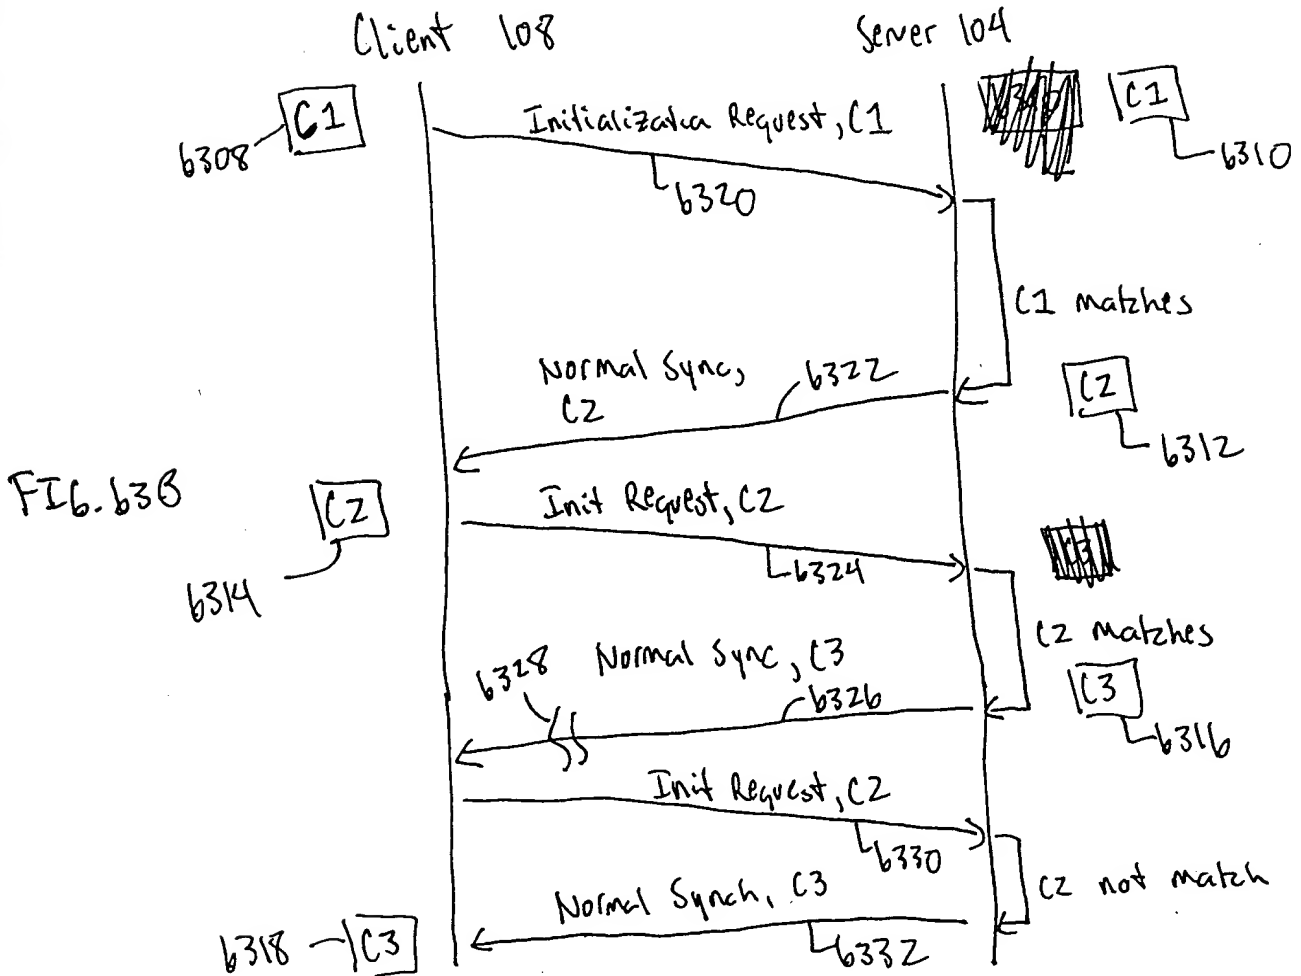 Client 108
Server 104
C1
6308
Initialization Request, C1
C1
6310
6320
C1 matches
Normal Sync,
C2
6322
C2
6312
FIG. 63B
C2
Init Request, C2
6314
6324
C2 matches
6328
Normal Sync, C3
C3
6326
6316
Init Request, C2
6330
C2 not match
Normal Synch, C3
6318
C3
6332